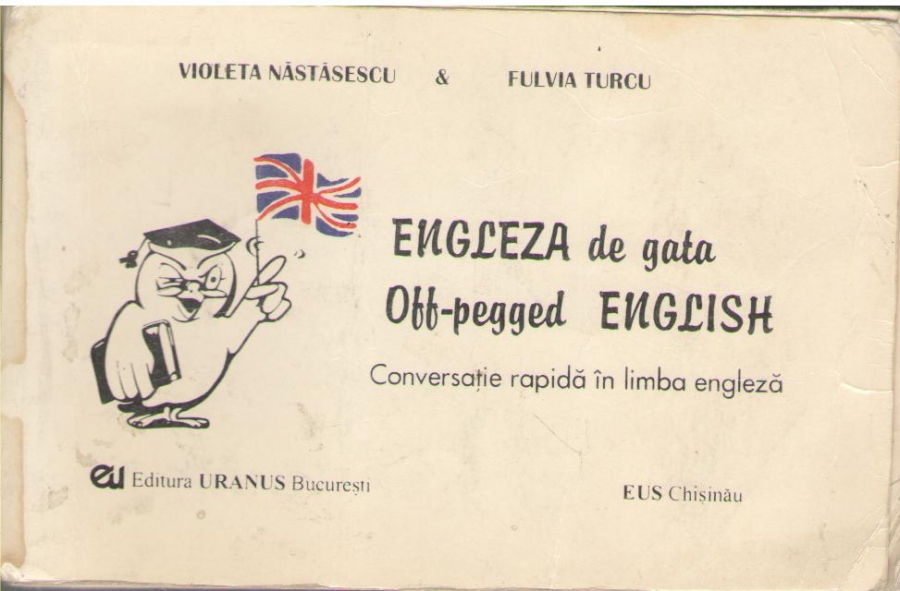 VIOLETA NĂSTĂSESCU & FULVIA TURCU
ENGLEZA de gata
Off-pegged ENGLISH
Conversație rapidă în limba engleză
eu Editura URANUS București
EUS Chișinău